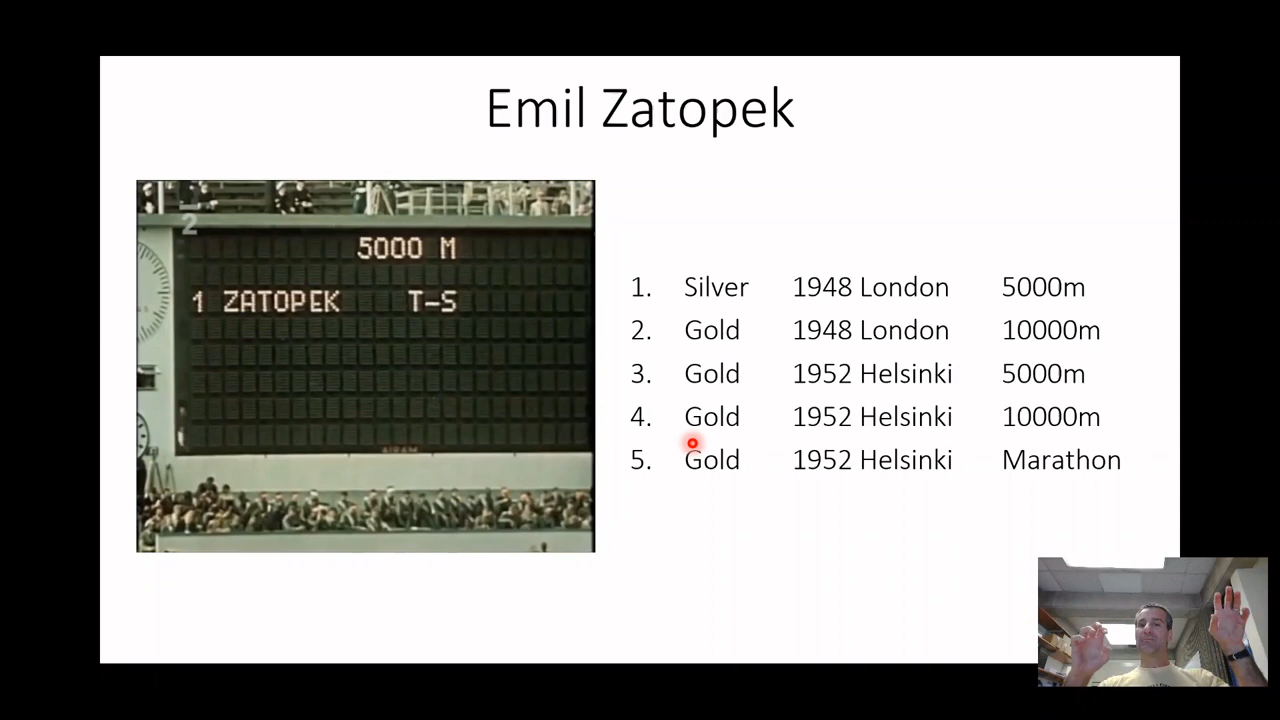 Emil Zatopek
2
5000 M
1 ZATOPEK T-S
1. Silver 1948 London 5000m
2. Gold 1948 London 10000m
3. Gold 1952 Helsinki 5000m
4. Gold 1952 Helsinki 10000m
5. Gold 1952 Helsinki Marathon